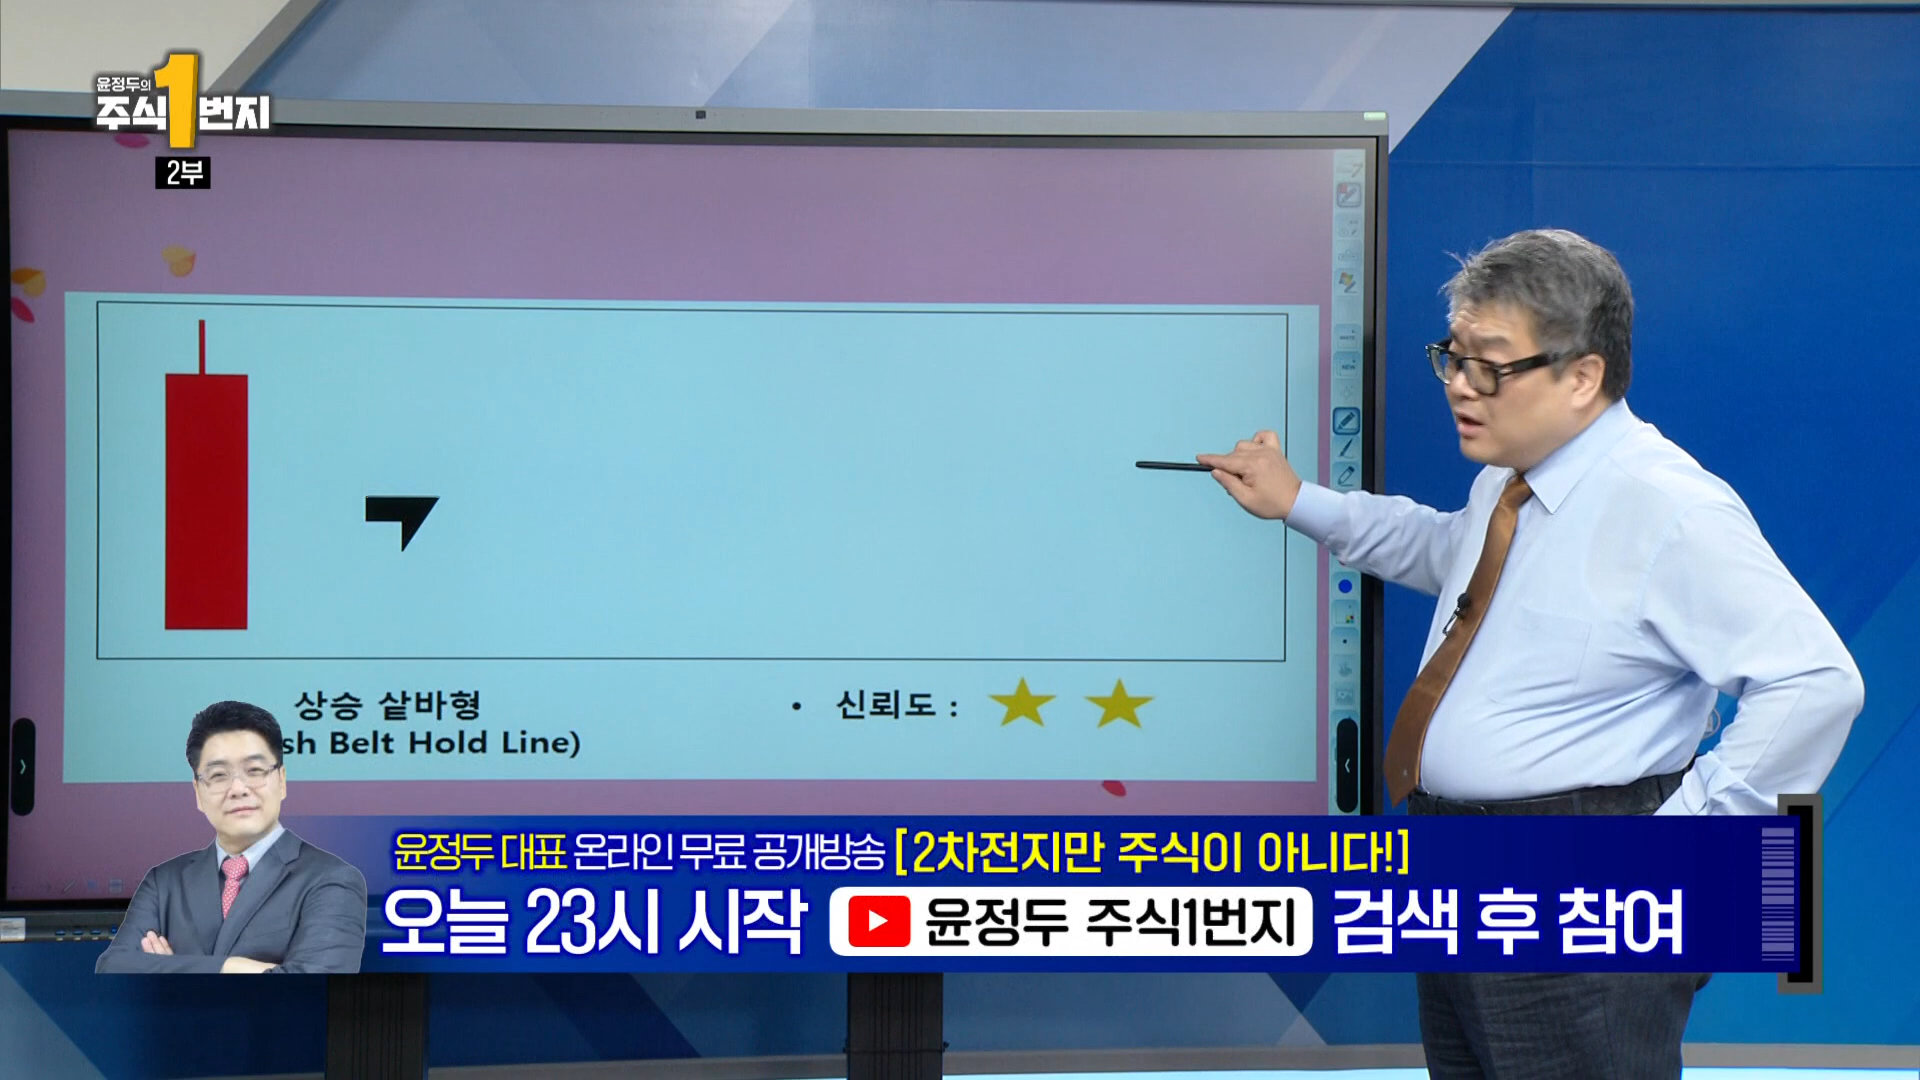 윤정두의
주식1번지
2부
상승 샅바형
sh Belt Hold Line)
• 신뢰도 :
NEW
윤정두 대표 온라인 무료 공개방송 [2차전지만 주식이 아니다!]
오늘 23시 시작 윤정두 주식1번지 검색 후 참여